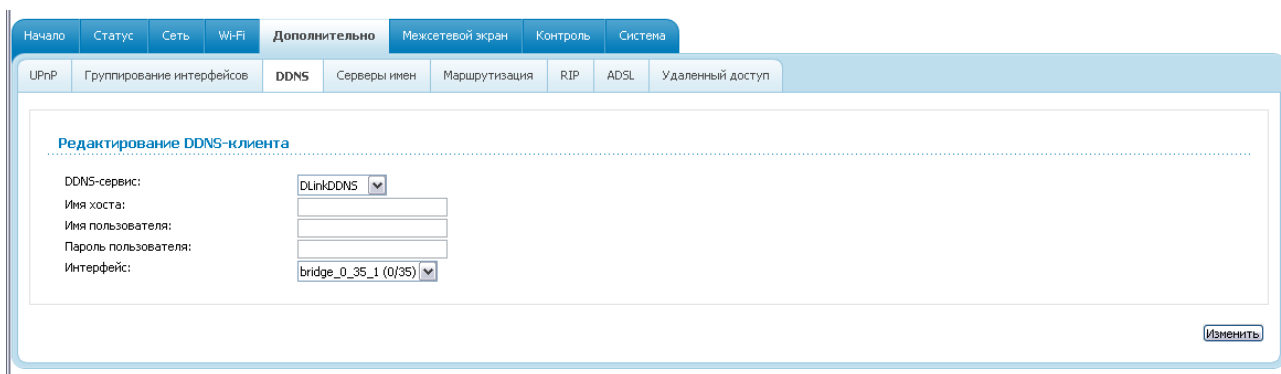 Начало Статус Сеть Wi-Fi Дополнительно Межсетевой экран Контроль Система
UPnP Группирование интерфейсов DDNS Серверы имен Маршрутизация RIP ADSL Удаленный доступ
Редактирование DDNS-клиента
DDNS-сервис: DLinkDDNS
Имя хоста:
Имя пользователя:
Пароль пользователя:
Интерфейс: bridge_0_35_1 (0/35)
Изменить